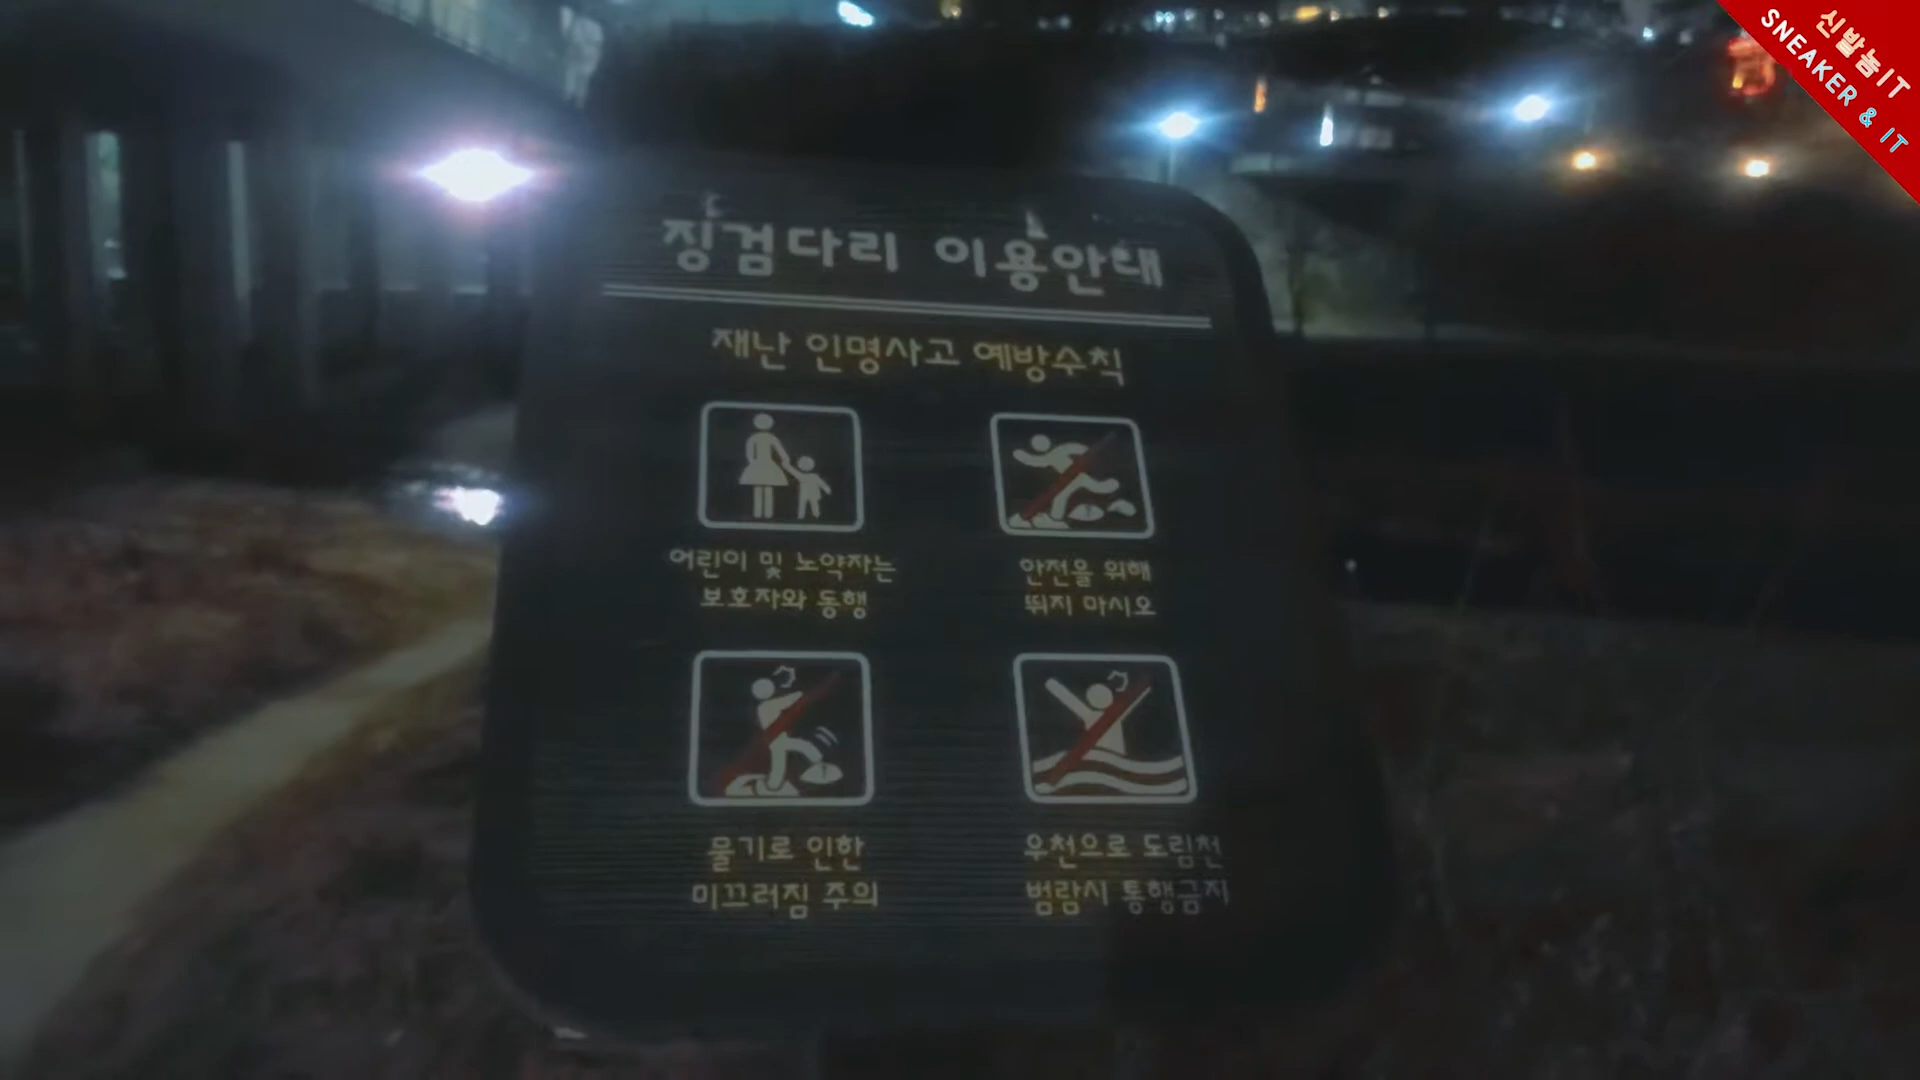 신발놈IT
SNEAKER & IT
징검다리 이용안내
재난 인명사고 예방수칙
어린이 및 노약자는
보호자와 동행
안전을 위해
뛰지 마시오
물기로 인한
미끄러짐 주의
우천으로 도림천
범람시 통행금지